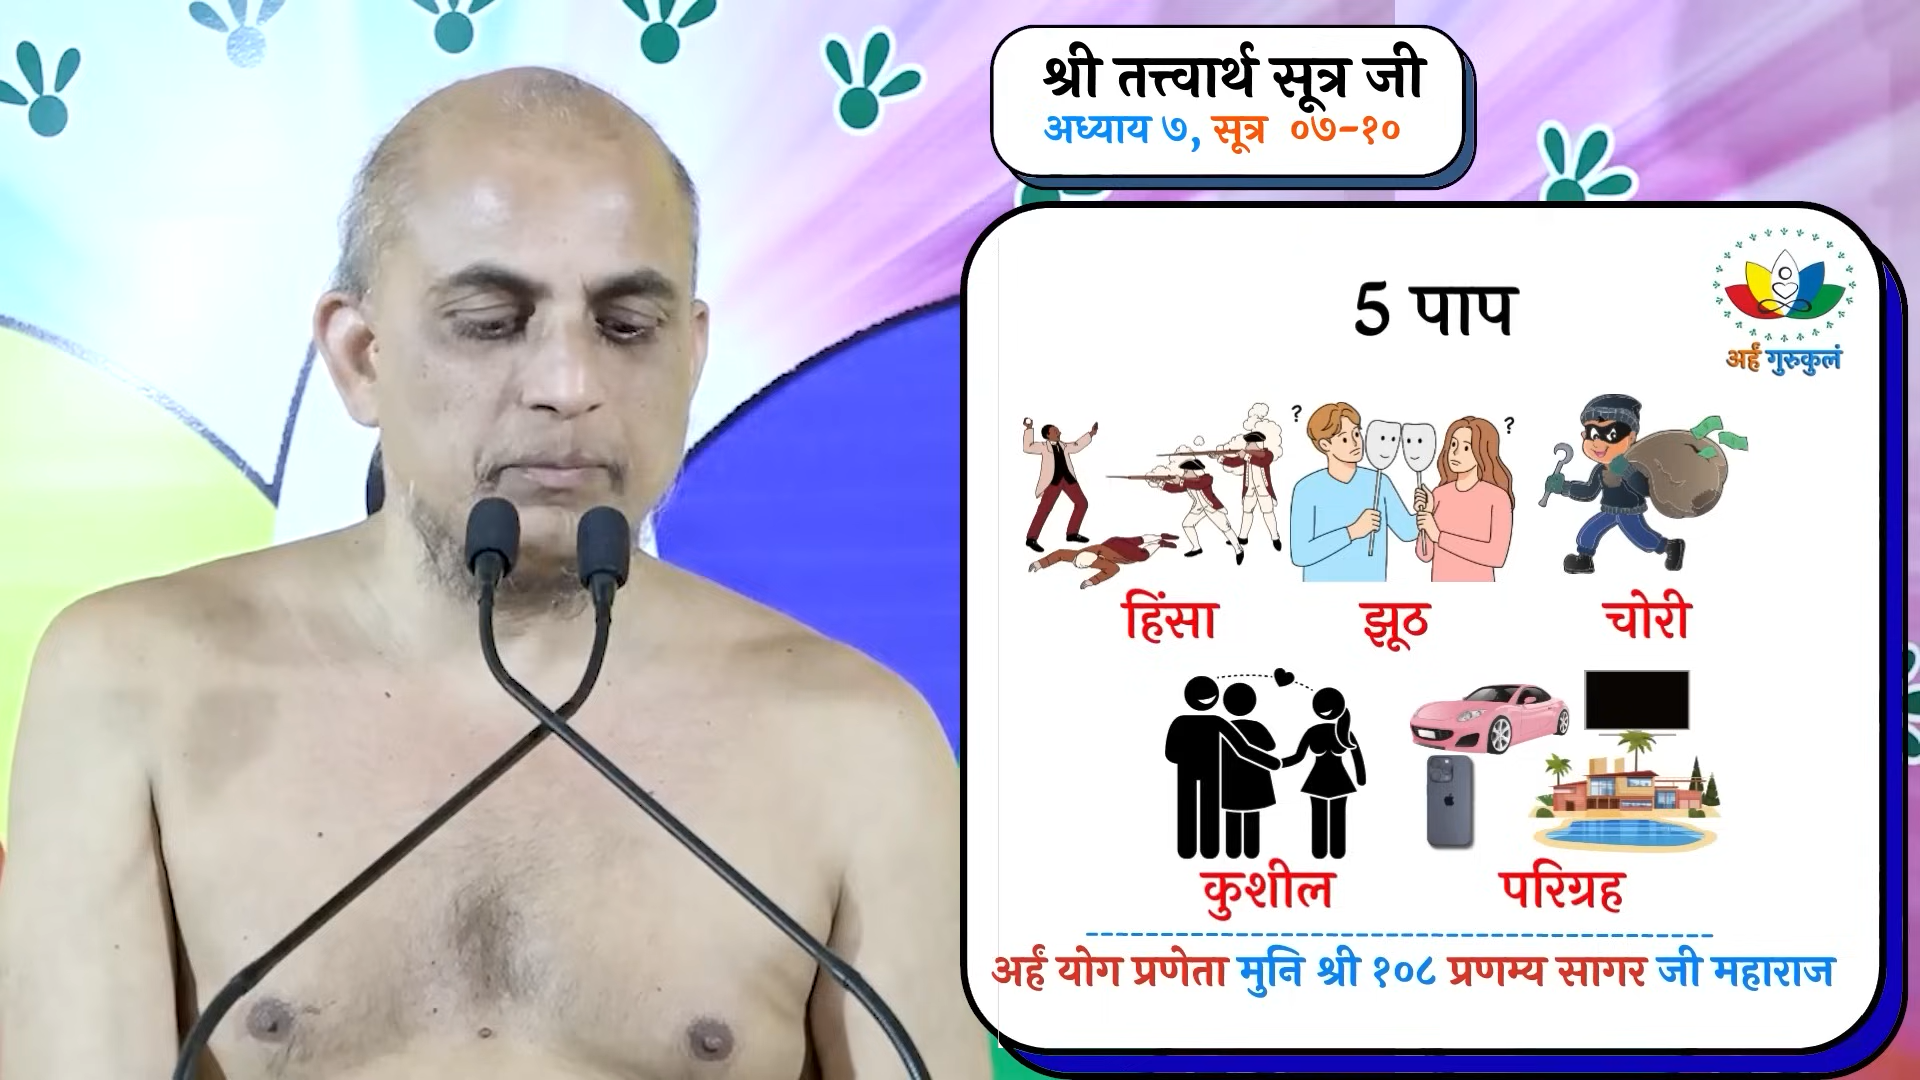 श्री तत्त्वार्थ सूत्र जी
अध्याय ७, सूत्र ०७-१०
5 पाप
अर्हं गुरुकुलं
? ?
हिंसा झूठ चोरी
कुशील परिग्रह
अर्हं योग प्रणेता मुनि श्री १०८ प्रणम्य सागर जी महाराज